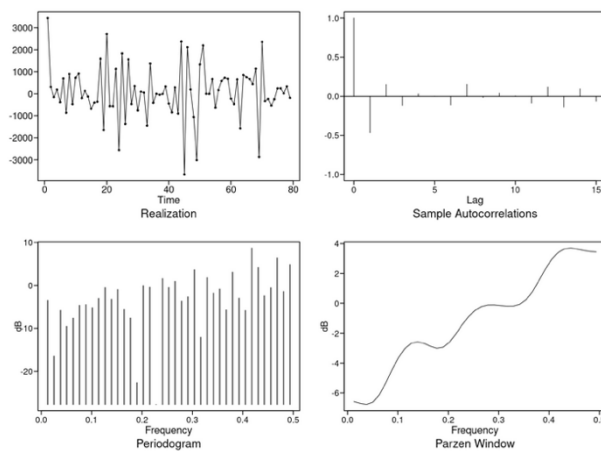 3000
2000
1000
0
-1000
-2000
-3000
0 20 40 60 80
Time
Realization
1.0
0.5
0.0
-0.5
-1.0
0 5 10 15
Lag
Sample Autocorrelations
10
0
-10
-20
dB
0.0 0.1 0.2 0.3 0.4 0.5
Frequency
Periodogram
4
2
0
-2
-4
-6
dB
0.0 0.1 0.2 0.3 0.4 0.5
Frequency
Parzen Window